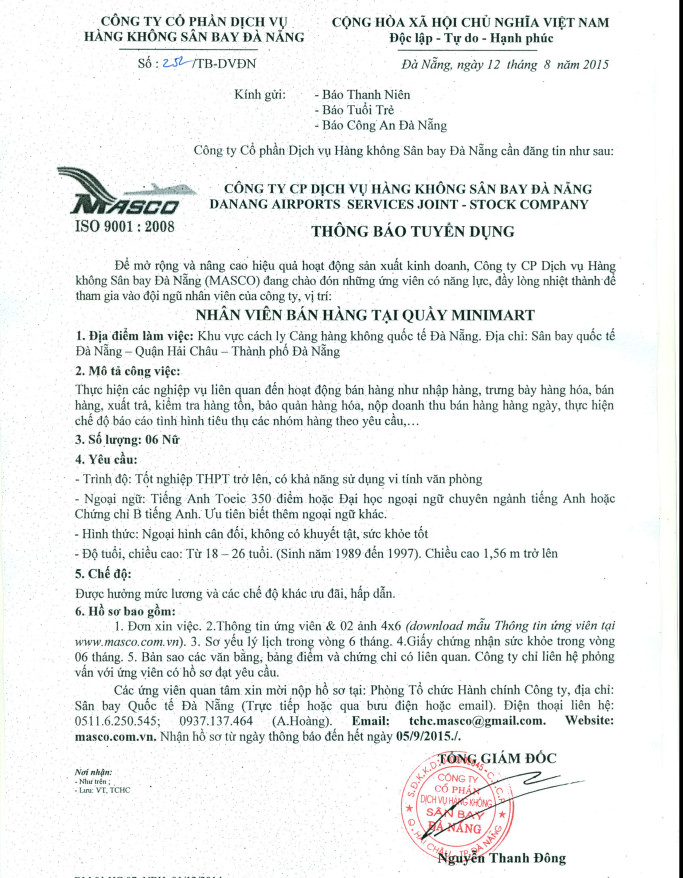 CÔNG TY CỔ PHẦN DỊCH VỤ
HÀNG KHÔNG SÂN BAY ĐÀ NẴNG
CỘNG HÒA XÃ HỘI CHỦ NGHĨA VIỆT NAM
Độc lập - Tự do - Hạnh phúc
Số : 252/TB-DVĐN
Đà Nẵng, ngày 12 tháng 8 năm 2015
Kính gửi: - Báo Thanh Niên
- Báo Tuổi Trẻ
- Báo Công An Đà Nẵng
Công ty Cổ phần Dịch vụ Hàng không Sân bay Đà Nẵng cần đăng tin như sau:
MASCO
ISO 9001 : 2008
CÔNG TY CP DỊCH VỤ HÀNG KHÔNG SÂN BAY ĐÀ NẴNG
DANANG AIRPORTS SERVICES JOINT - STOCK COMPANY
THÔNG BÁO TUYỂN DỤNG
Để mở rộng và nâng cao hiệu quả hoạt động sản xuất kinh doanh, Công ty CP Dịch vụ Hàng
không Sân bay Đà Nẵng (MASCO) đang chào đón những ứng viên có năng lực, đầy lòng nhiệt thành để
tham gia vào đội ngũ nhân viên của công ty, vị trí:
NHÂN VIÊN BÁN HÀNG TẠI QUẦY MINIMART
1. Địa điểm làm việc: Khu vực cách ly Cảng hàng không quốc tế Đà Nẵng. Địa chỉ: Sân bay quốc tế
Đà Nẵng – Quận Hải Châu – Thành phố Đà Nẵng
2. Mô tả công việc:
Thực hiện các nghiệp vụ liên quan đến hoạt động bán hàng như nhập hàng, trưng bày hàng hóa, bán
hàng, xuất trả, kiểm tra hàng tồn, bảo quản hàng hóa, nộp doanh thu bán hàng hàng ngày, thực hiện
chế độ báo cáo tình hình tiêu thụ các nhóm hàng theo yêu cầu,…
3. Số lượng: 06 Nữ
4. Yêu cầu:
- Trình độ: Tốt nghiệp THPT trở lên, có khả năng sử dụng vi tính văn phòng
- Ngoại ngữ: Tiếng Anh Toeic 350 điểm hoặc Đại học ngoại ngữ chuyên ngành tiếng Anh hoặc
Chứng chỉ B tiếng Anh. Ưu tiên biết thêm ngoại ngữ khác.
- Hình thức: Ngoại hình cân đối, không có khuyết tật, sức khỏe tốt
- Độ tuổi, chiều cao: Từ 18 – 26 tuổi. (Sinh năm 1989 đến 1997). Chiều cao 1,56 m trở lên
5. Chế độ:
Được hưởng mức lương và các chế độ khác ưu đãi, hấp dẫn.
6. Hồ sơ bao gồm:
1. Đơn xin việc. 2.Thông tin ứng viên & 02 ảnh 4x6 (download mẫu Thông tin ứng viên tại
www.masco.com.vn). 3. Sơ yếu lý lịch trong vòng 6 tháng. 4.Giấy chứng nhận sức khỏe trong vòng
06 tháng. 5. Bản sao các văn bằng, bảng điểm và chứng chỉ có liên quan. Công ty chỉ liên hệ phỏng
vấn với ứng viên có hồ sơ đạt yêu cầu.
Các ứng viên quan tâm xin mời nộp hồ sơ tại: Phòng Tổ chức Hành chính Công ty, địa chỉ:
Sân bay Quốc tế Đà Nẵng (Trực tiếp hoặc qua bưu điện hoặc email). Điện thoại liên hệ:
0511.6.250.545; 0937.137.464 (A.Hoàng). Email: tchc.masco@gmail.com. Website:
masco.com.vn. Nhận hồ sơ từ ngày thông báo đến hết ngày 05/9/2015./.
TỔNG GIÁM ĐỐC
Nơi nhận:
- Như trên ;
- Lưu: VT, TCHC
CÔNG TY
CỔ PHẦN
DỊCH VỤ HÀNG KHÔNG
SÂN BAY
ĐÀ NẴNG
Q. HẢI CHÂU - TP. ĐÀ NẴNG
Nguyễn Thanh Đông